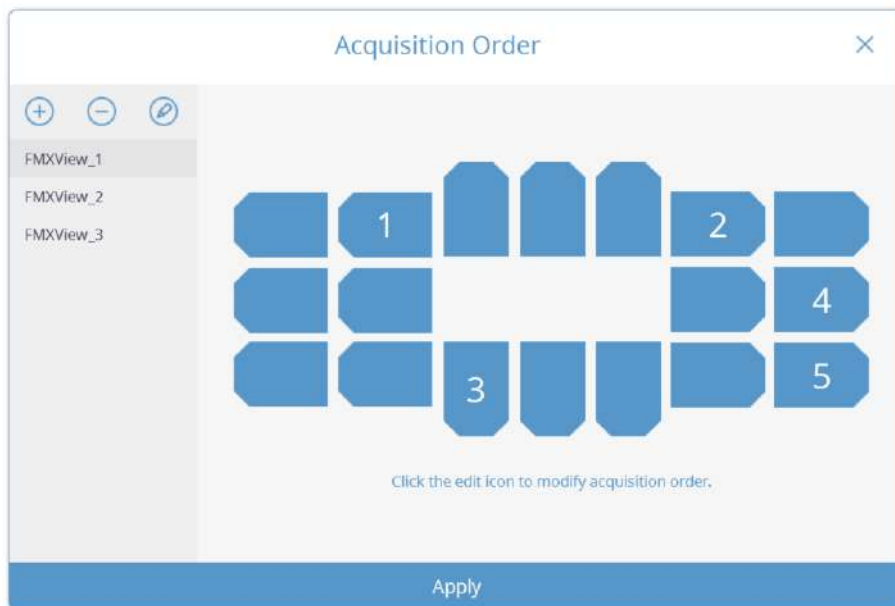 Acquisition Order
FMXView_1
FMXView_2
FMXView_3
1
2
4
3
5
Click the edit icon to modify acquisition order.
Apply